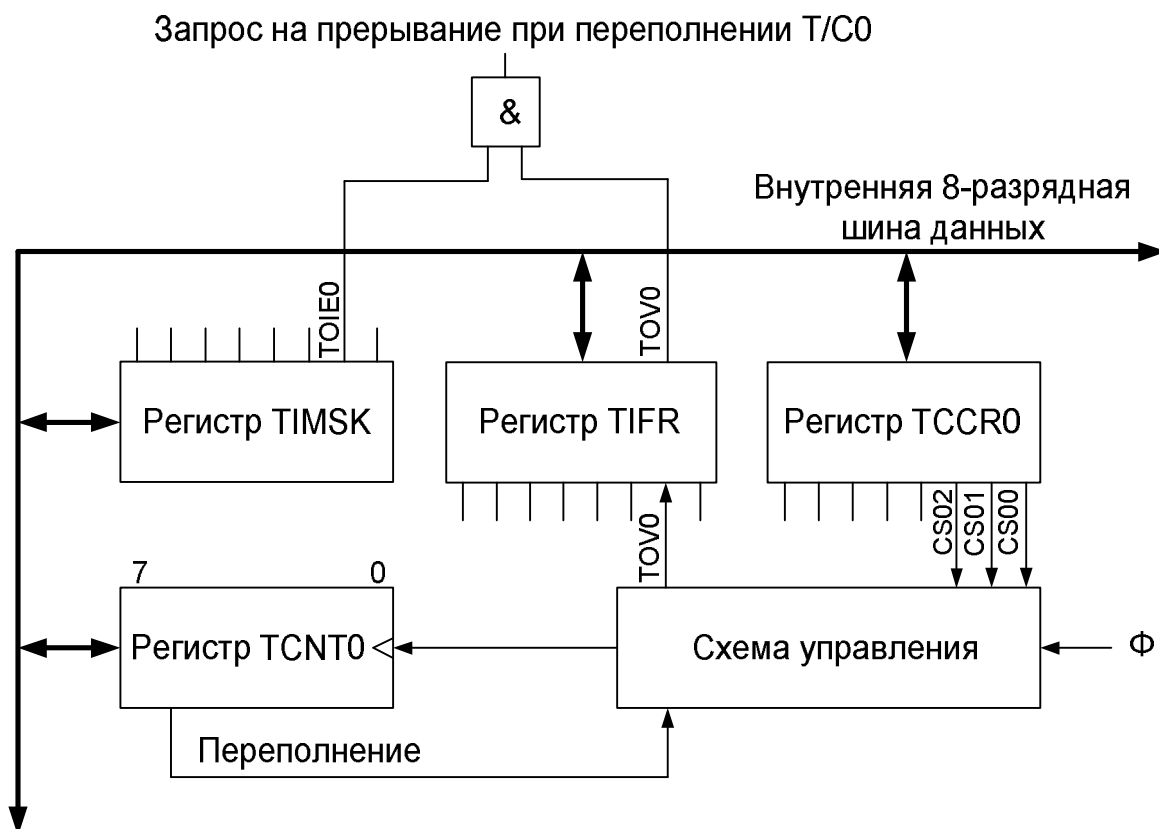 Запрос на прерывание при переполнении Т/С0
&
Внутренняя 8-разрядная
шина данных
TOIE0
TOV0
Регистр TIMSK
Регистр TIFR
Регистр TCCR0
TOV0
CS02
CS01
CS00
7
0
Регистр TCNT0
Схема управления
Ф
Переполнение